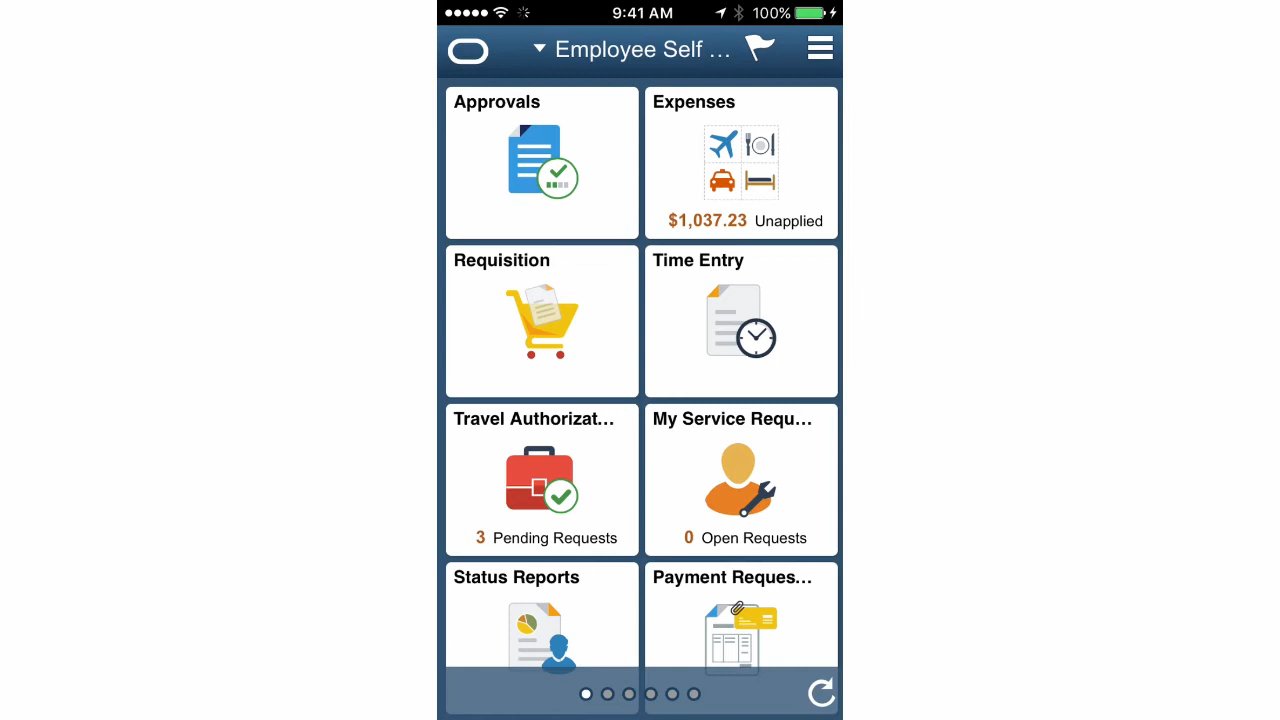 9:41 AM 100%
Employee Self ...
Approvals
Expenses
$1,037.23 Unapplied
Requisition
Time Entry
Travel Authorizat...
3 Pending Requests
My Service Requ...
0 Open Requests
Status Reports
Payment Reques...